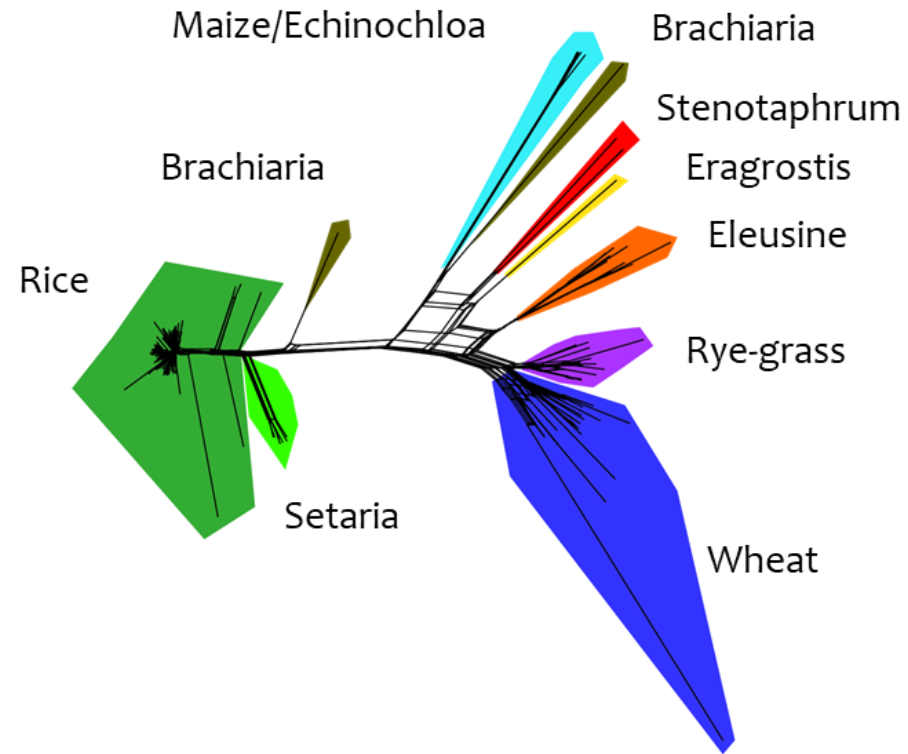 Maize/Echinochloa
Brachiaria
Stenotaphrum
Brachiaria
Eragrostis
Eleusine
Rice
Rye-grass
Setaria
Wheat